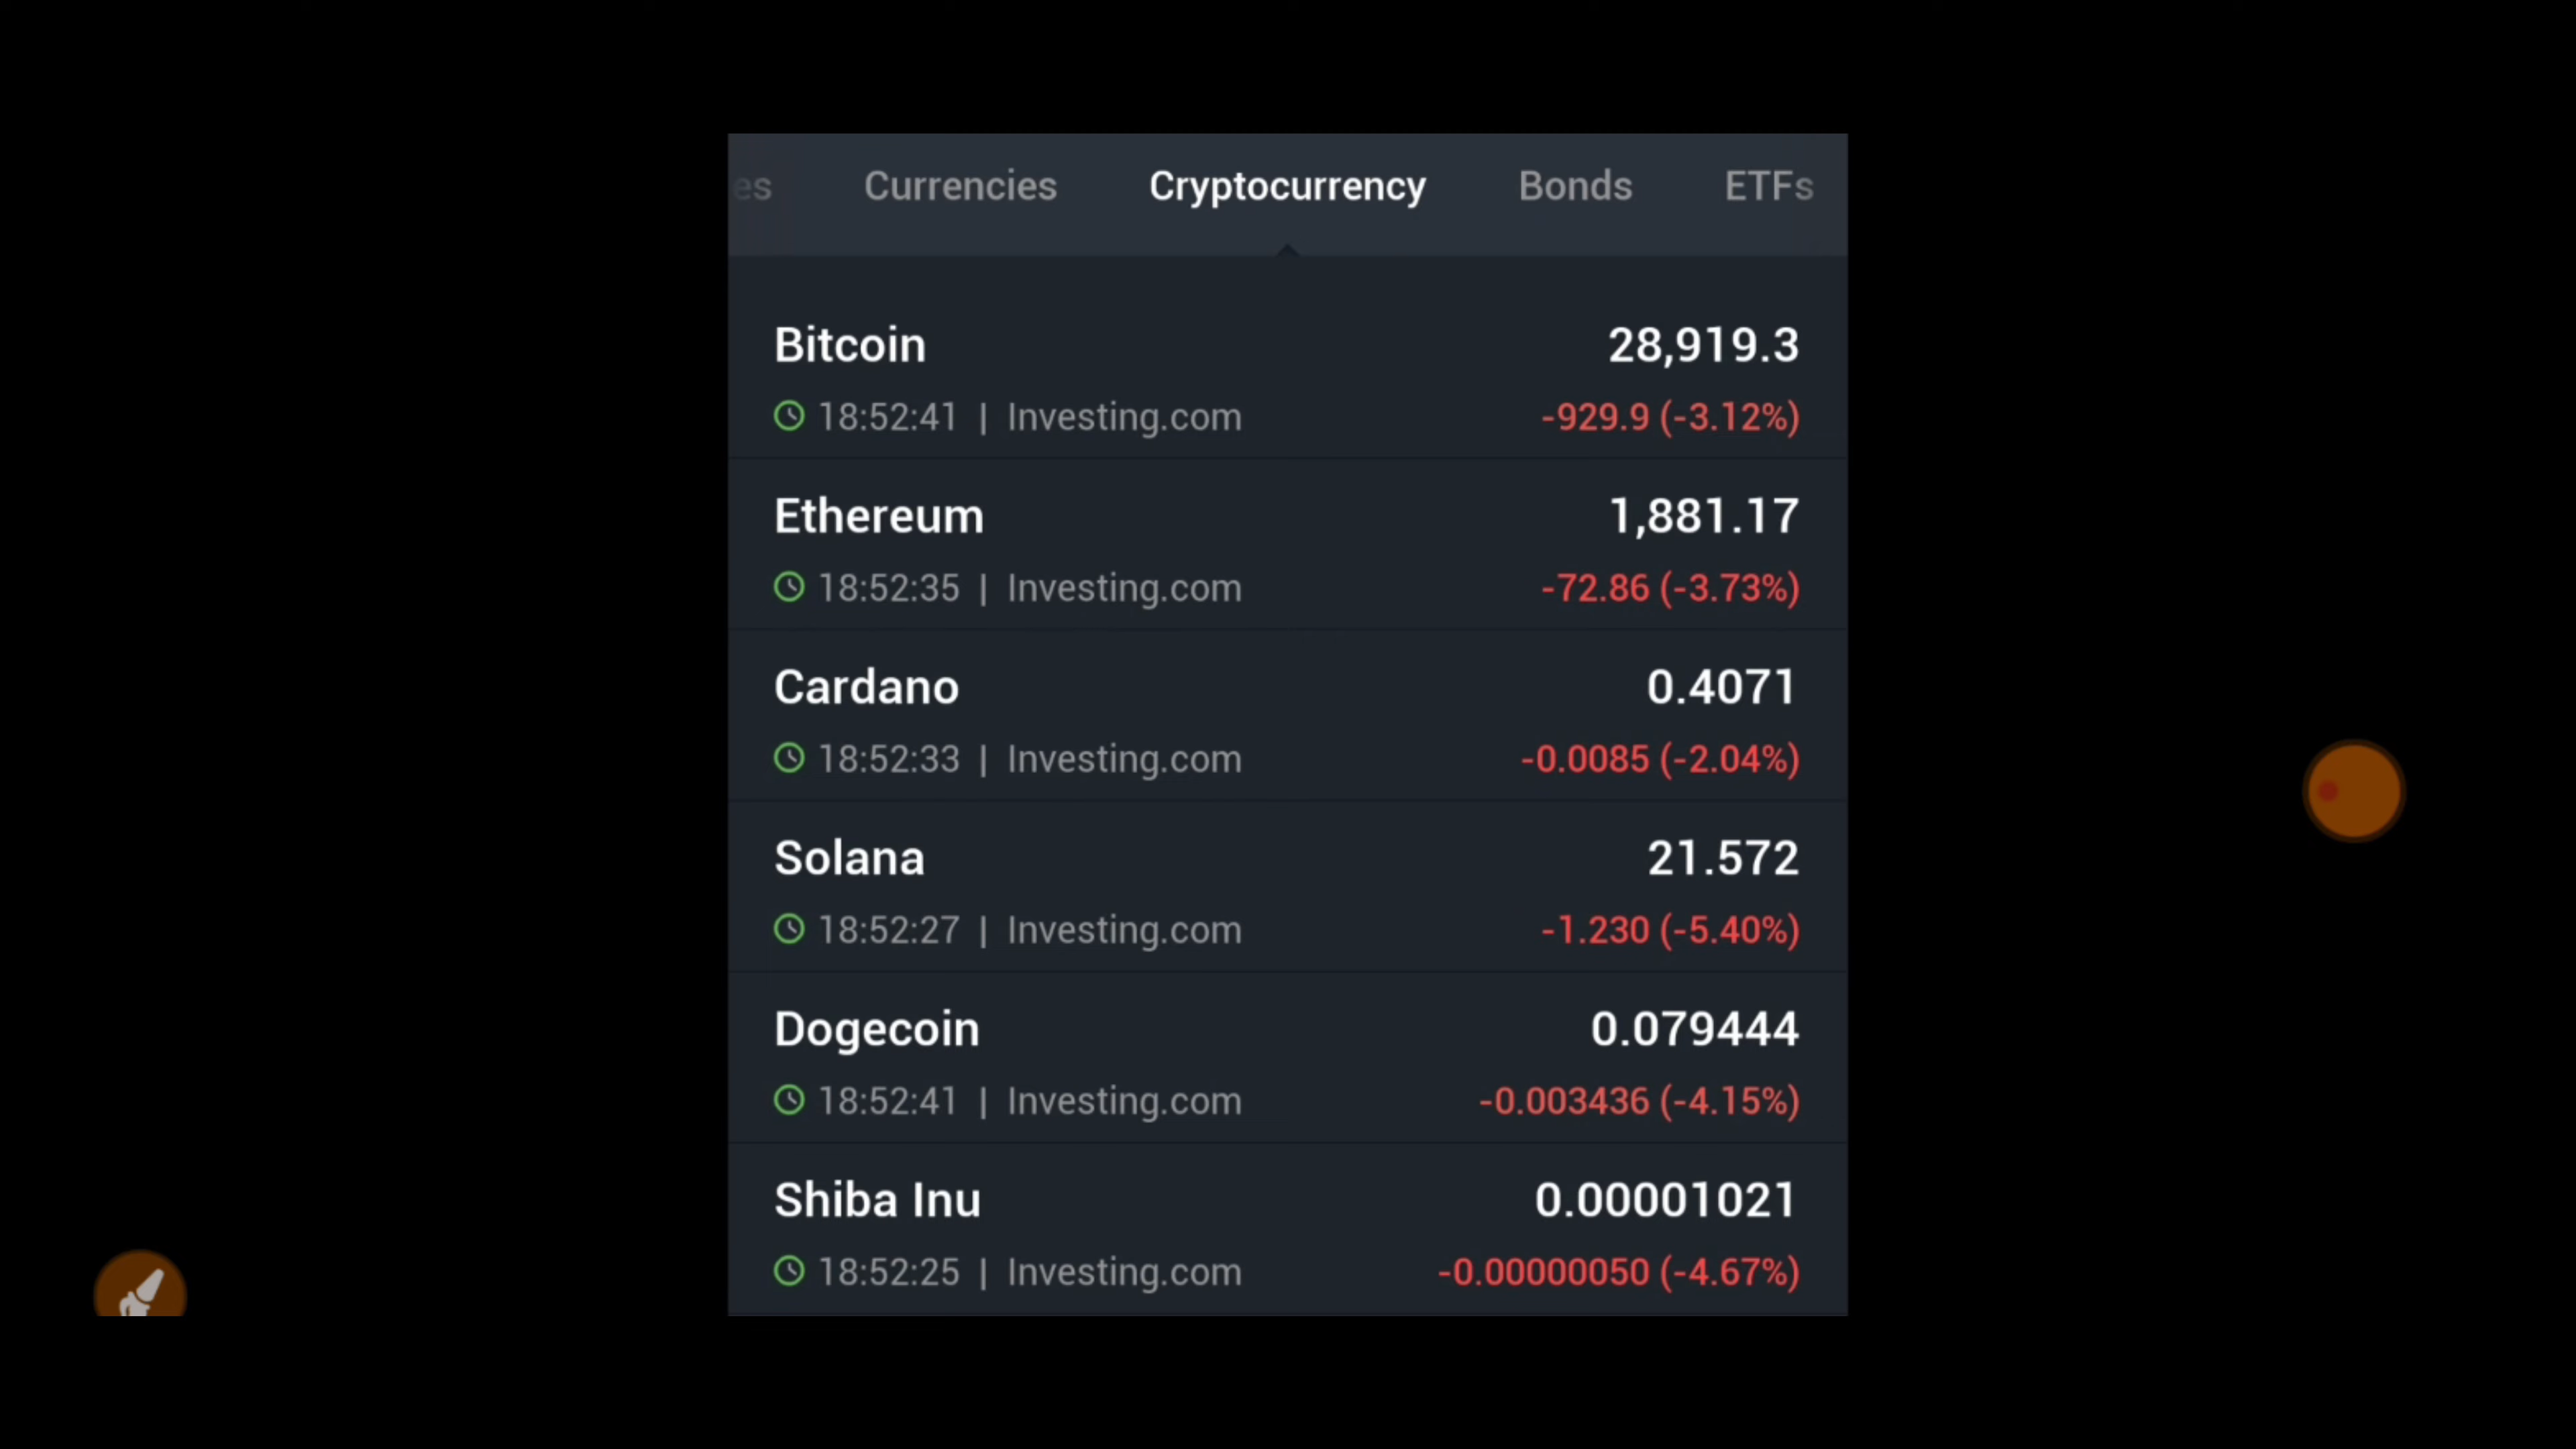 es Currencies Cryptocurrency Bonds ETFs
Bitcoin 28,919.3
18:52:41 | Investing.com -929.9 (-3.12%)
Ethereum 1,881.17
18:52:35 | Investing.com -72.86 (-3.73%)
Cardano 0.4071
18:52:33 | Investing.com -0.0085 (-2.04%)
Solana 21.572
18:52:27 | Investing.com -1.230 (-5.40%)
Dogecoin 0.079444
18:52:41 | Investing.com -0.003436 (-4.15%)
Shiba Inu 0.00001021
18:52:25 | Investing.com -0.00000050 (-4.67%)